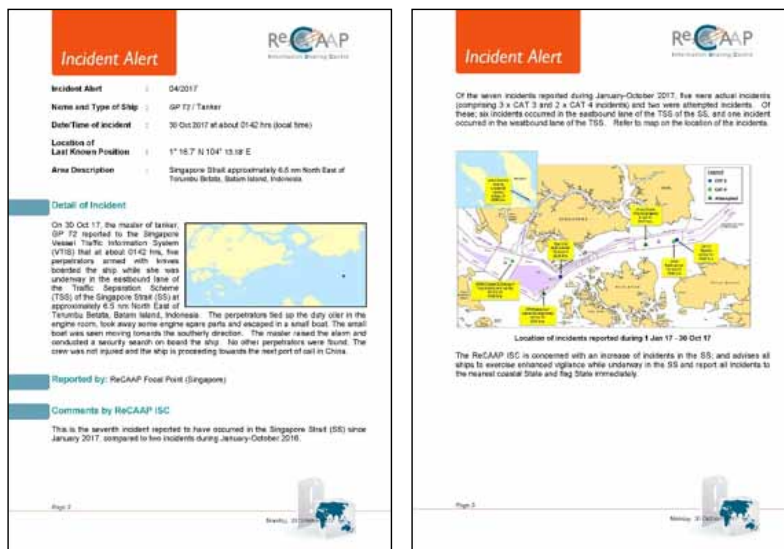 Incident Alert
ReCAAP
Information Sharing Centre
Incident Alert : 04/2017
Name and Type of Ship : GP 72 / Tanker
Date/Time of incident : 30 Oct 2017 at about 0142 hrs (local time)
Location of
Last Known Position : 1° 16.7' N 104° 13.18' E
Area Description : Singapore Strait approximately 6.5 nm North East of
Torumbu Betata, Batam Island, Indonesia.
Detail of Incident
On 30 Oct 17, the master of tanker,
GP 72 reported to the Singapore
Vessel Traffic Information System
(VTIS) that at about 0142 hrs, five
perpetrators armed with knives
boarded the ship while she was
underway in the eastbound lane of
the Traffic Separation Scheme
(TSS) of the Singapore Strait (SS) at
approximately 6.5 nm North East of
Terumbu Betata, Batam Island, Indonesia. The perpetrators tied up the duty oiler in the
engine room, took away some engine spare parts and escaped in a small boat. The small
boat was seen moving towards the southerly direction. The master raised the alarm and
conducted a security search on board the ship. No other perpetrators were found. The
crew was not injured and the ship is proceeding towards the next port of call in China.
Reported by: ReCAAP Focal Point (Singapore)
Comments by ReCAAP ISC
This is the seventh incident reported to have occurred in the Singapore Strait (SS) since
January 2017, compared to two incidents during January-October 2016.
Incident Alert
ReCAAP
Information Sharing Centre
Of the seven incidents reported during January-October 2017, five were actual incidents
(comprising 3 x CAT 3 and 2 x CAT 4 incidents) and two were attempted incidents. Of
these; six incidents occurred in the eastbound lane of the TSS of the SS, and one incident
occurred in the westbound lane of the TSS. Refer to map on the location of the incidents.
Legend
CAT 3
CAT 4
Attempted
Location of incidents reported during 1 Jan 17 - 30 Oct 17
The ReCAAP ISC is concerned with an increase of incidents in the SS; and advises all
ships to exercise enhanced vigilance while underway in the SS and report all incidents to
the nearest coastal State and flag State immediately.